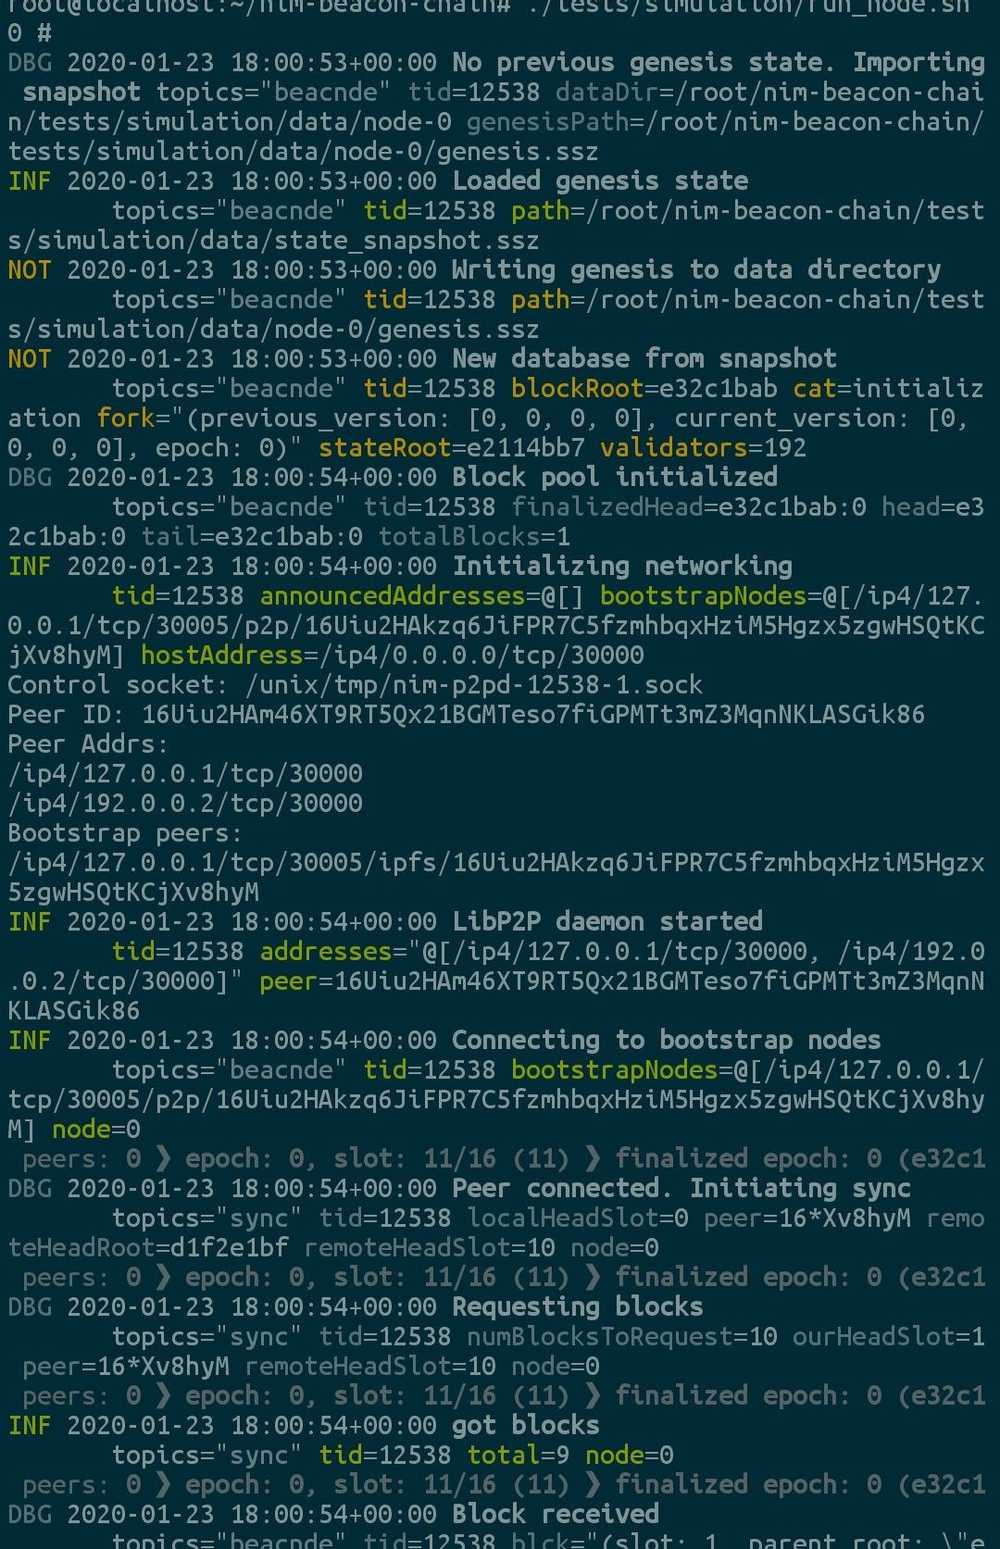 root@localhost:~/nim-beacon-chain# ./tests/simulation/run_node.sh
0 #
DBG 2020-01-23 18:00:53+00:00 No previous genesis state. Importing
 snapshot topics="beacnde" tid=12538 dataDir=/root/nim-beacon-chai
n/tests/simulation/data/node-0 genesisPath=/root/nim-beacon-chain/
tests/simulation/data/node-0/genesis.ssz
INF 2020-01-23 18:00:53+00:00 Loaded genesis state
       topics="beacnde" tid=12538 path=/root/nim-beacon-chain/test
s/simulation/data/state_snapshot.ssz
NOT 2020-01-23 18:00:53+00:00 Writing genesis to data directory
       topics="beacnde" tid=12538 path=/root/nim-beacon-chain/test
s/simulation/data/node-0/genesis.ssz
NOT 2020-01-23 18:00:53+00:00 New database from snapshot
       topics="beacnde" tid=12538 blockRoot=e32c1bab cat=initializ
ation fork="(previous_version: [0, 0, 0, 0], current_version: [0,
0, 0, 0], epoch: 0)" stateRoot=e2114bb7 validators=192
DBG 2020-01-23 18:00:54+00:00 Block pool initialized
       topics="beacnde" tid=12538 finalizedHead=e32c1bab:0 head=e3
2c1bab:0 tail=e32c1bab:0 totalBlocks=1
INF 2020-01-23 18:00:54+00:00 Initializing networking
       tid=12538 announcedAddresses=@[] bootstrapNodes=@[/ip4/127.
0.0.1/tcp/30005/p2p/16Uiu2HAkzq6JiFPR7C5fzmhbqxHziM5Hgzx5zgwHSQtKC
jXv8hyM] hostAddress=/ip4/0.0.0.0/tcp/30000
Control socket: /unix/tmp/nim-p2pd-12538-1.sock
Peer ID: 16Uiu2HAm46XT9RT5Qx21BGMTeso7fiGPMTt3mZ3MqnNKLASGik86
Peer Addrs:
/ip4/127.0.0.1/tcp/30000
/ip4/192.0.0.2/tcp/30000
Bootstrap peers:
/ip4/127.0.0.1/tcp/30005/ipfs/16Uiu2HAkzq6JiFPR7C5fzmhbqxHziM5Hgzx
5zgwHSQtKCjXv8hyM
INF 2020-01-23 18:00:54+00:00 LibP2P daemon started
       tid=12538 addresses="@[/ip4/127.0.0.1/tcp/30000, /ip4/192.0
.0.2/tcp/30000]" peer=16Uiu2HAm46XT9RT5Qx21BGMTeso7fiGPMTt3mZ3MqnN
KLASGik86
INF 2020-01-23 18:00:54+00:00 Connecting to bootstrap nodes
       topics="beacnde" tid=12538 bootstrapNodes=@[/ip4/127.0.0.1/
tcp/30005/p2p/16Uiu2HAkzq6JiFPR7C5fzmhbqxHziM5Hgzx5zgwHSQtKCjXv8hy
M] node=0
 peers: 0 ❯ epoch: 0, slot: 11/16 (11) ❯ finalized epoch: 0 (e32c1
DBG 2020-01-23 18:00:54+00:00 Peer connected. Initiating sync
       topics="sync" tid=12538 localHeadSlot=0 peer=16*Xv8hyM remo
teHeadRoot=d1f2e1bf remoteHeadSlot=10 node=0
 peers: 0 ❯ epoch: 0, slot: 11/16 (11) ❯ finalized epoch: 0 (e32c1
DBG 2020-01-23 18:00:54+00:00 Requesting blocks
       topics="sync" tid=12538 numBlocksToRequest=10 ourHeadSlot=1
 peer=16*Xv8hyM remoteHeadSlot=10 node=0
 peers: 0 ❯ epoch: 0, slot: 11/16 (11) ❯ finalized epoch: 0 (e32c1
INF 2020-01-23 18:00:54+00:00 got blocks
       topics="sync" tid=12538 total=9 node=0
 peers: 0 ❯ epoch: 0, slot: 11/16 (11) ❯ finalized epoch: 0 (e32c1
DBG 2020-01-23 18:00:54+00:00 Block received
       topics="beacnde" tid=12538 blck="(slot: 1, parent_root: \"e